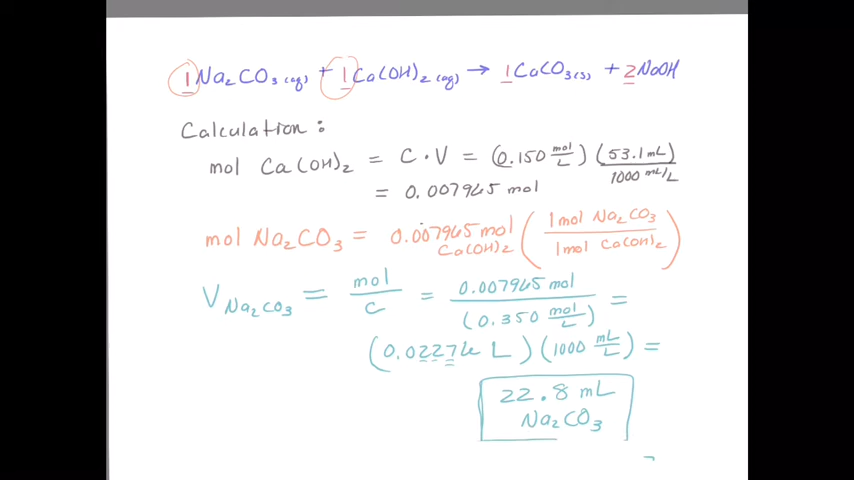 1Na₂CO₃(aq) + 1Ca(OH)₂(aq) → 1CaCO₃(s) + 2NaOH
Calculation:
mol Ca(OH)₂ = C·V = (0.150 mol/L) (53.1 mL)/1000 mL/L
= 0.007965 mol
mol Na₂CO₃ = 0.007965 mol Ca(OH)₂ (1 mol Na₂CO₃ / 1 mol Ca(OH)₂)
V Na₂CO₃ = mol/C = 0.007965 mol / (0.350 mol/L) =
(0.02276 L) (1000 mL/L) =
22.8 mL
Na₂CO₃